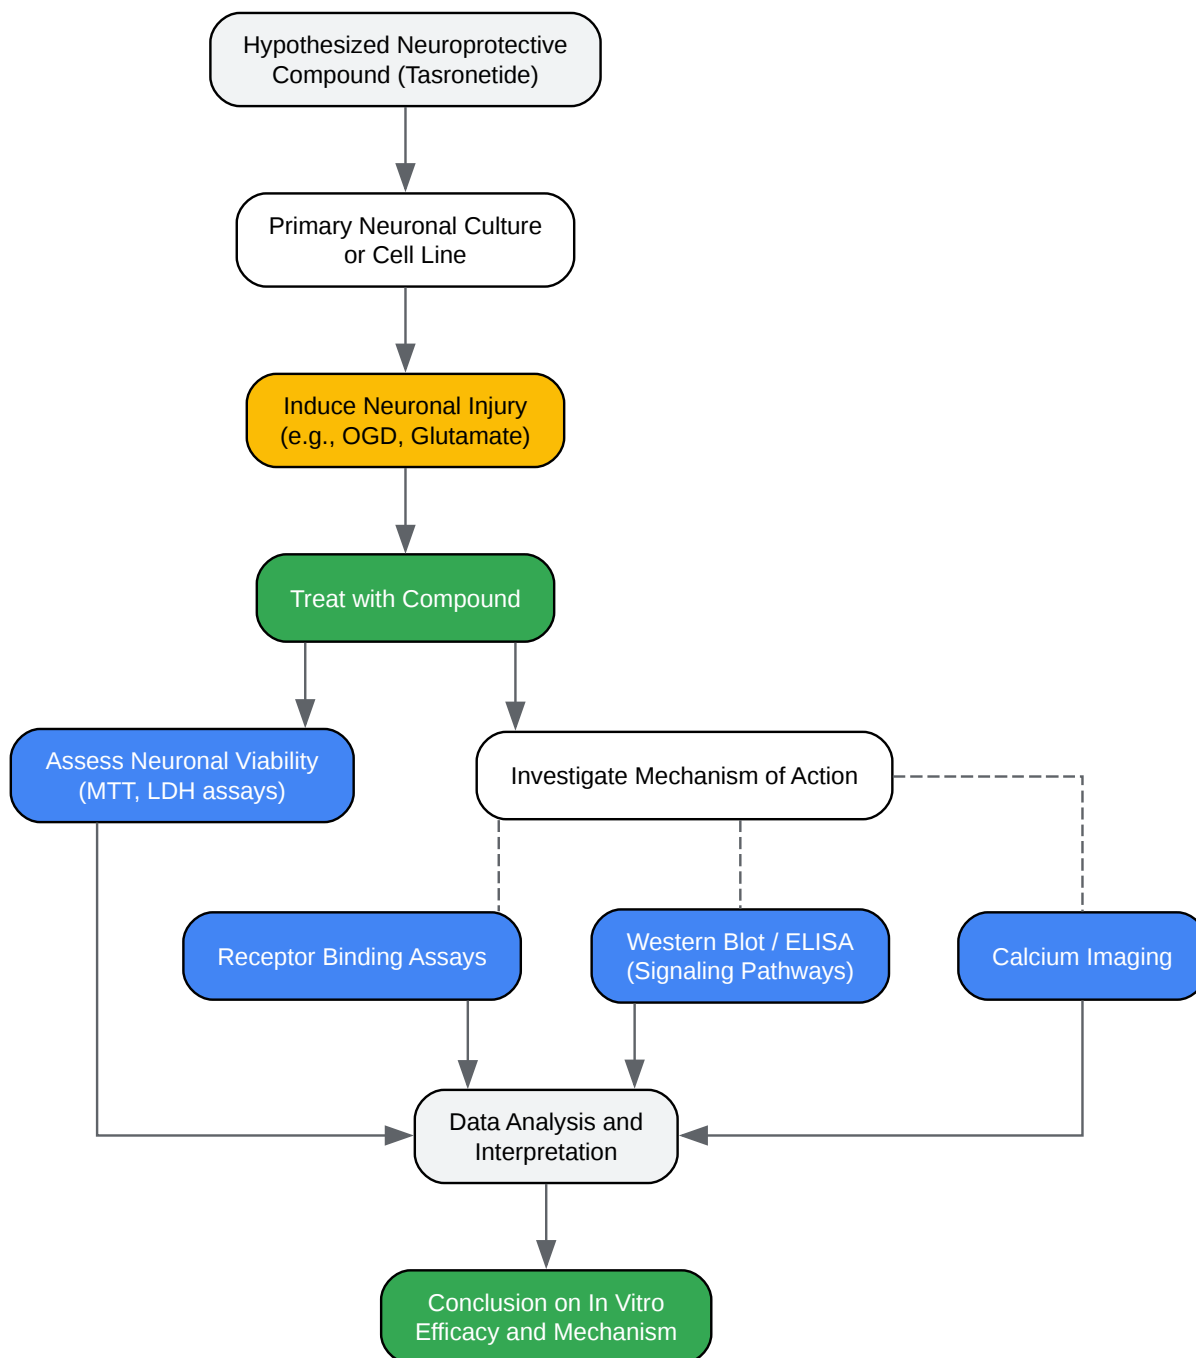 Hypothesized Neuroprotective
Compound (Tasronetide)
Primary Neuronal Culture
or Cell Line
Induce Neuronal Injury
(e.g., OGD, Glutamate)
Treat with Compound
Assess Neuronal Viability
(MTT, LDH assays)
Investigate Mechanism of Action
Receptor Binding Assays
Western Blot / ELISA
(Signaling Pathways)
Calcium Imaging
Data Analysis and
Interpretation
Conclusion on In Vitro
Efficacy and Mechanism